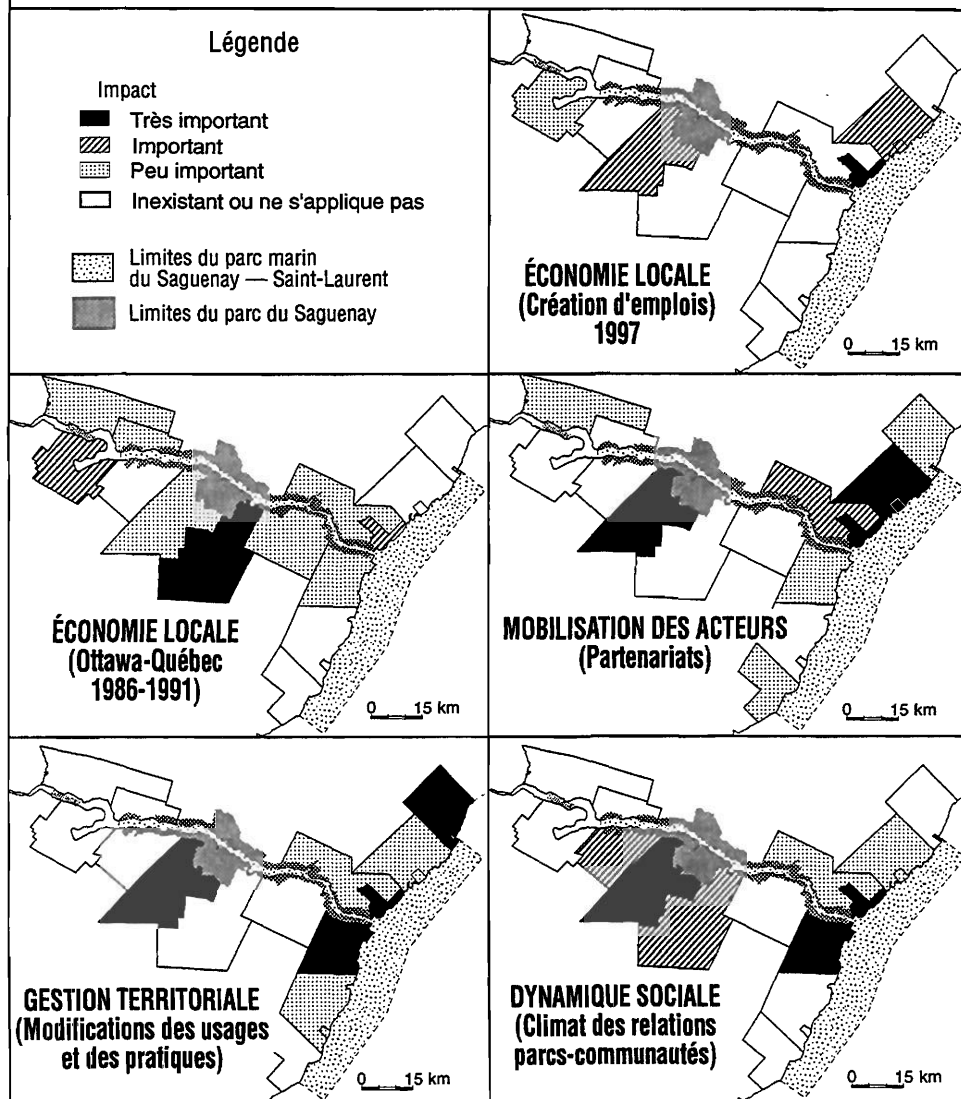 Légende
Impact
Très important
Important
Peu important
Inexistant ou ne s'applique pas
Limites du parc marin
du Saguenay — Saint-Laurent
Limites du parc du Saguenay
ÉCONOMIE LOCALE
(Création d'emplois)
1997
0 15 km
ÉCONOMIE LOCALE
(Ottawa-Québec
1986-1991)
0 15 km
MOBILISATION DES ACTEURS
(Partenariats)
0 15 km
GESTION TERRITORIALE
(Modifications des usages
et des pratiques)
0 15 km
DYNAMIQUE SOCIALE
(Climat des relations
parcs-communautés)
0 15 km